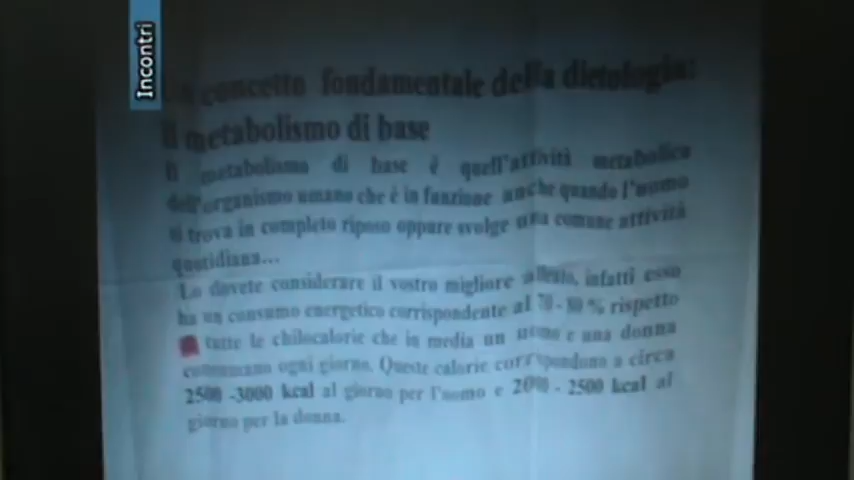 Incontri
Un concetto fondamentale della dietologia:
il metabolismo di base
Il metabolismo di base è quell'attività metabolica
dell'organismo umano che è in funzione anche quando l'uomo
si trova in completo riposo oppure svolge una comune attività
quotidiana...
Lo dovete considerare il vostro migliore alleato, infatti esso
ha un consumo energetico corrispondente al 70 - 80 % rispetto
tutte le chilocalorie che in media un uomo e una donna
consumano ogni giorno. Queste calorie corrispondono a circa
2500 -3000 kcal al giorno per l'uomo e 2000 - 2500 kcal al
giorno per la donna.